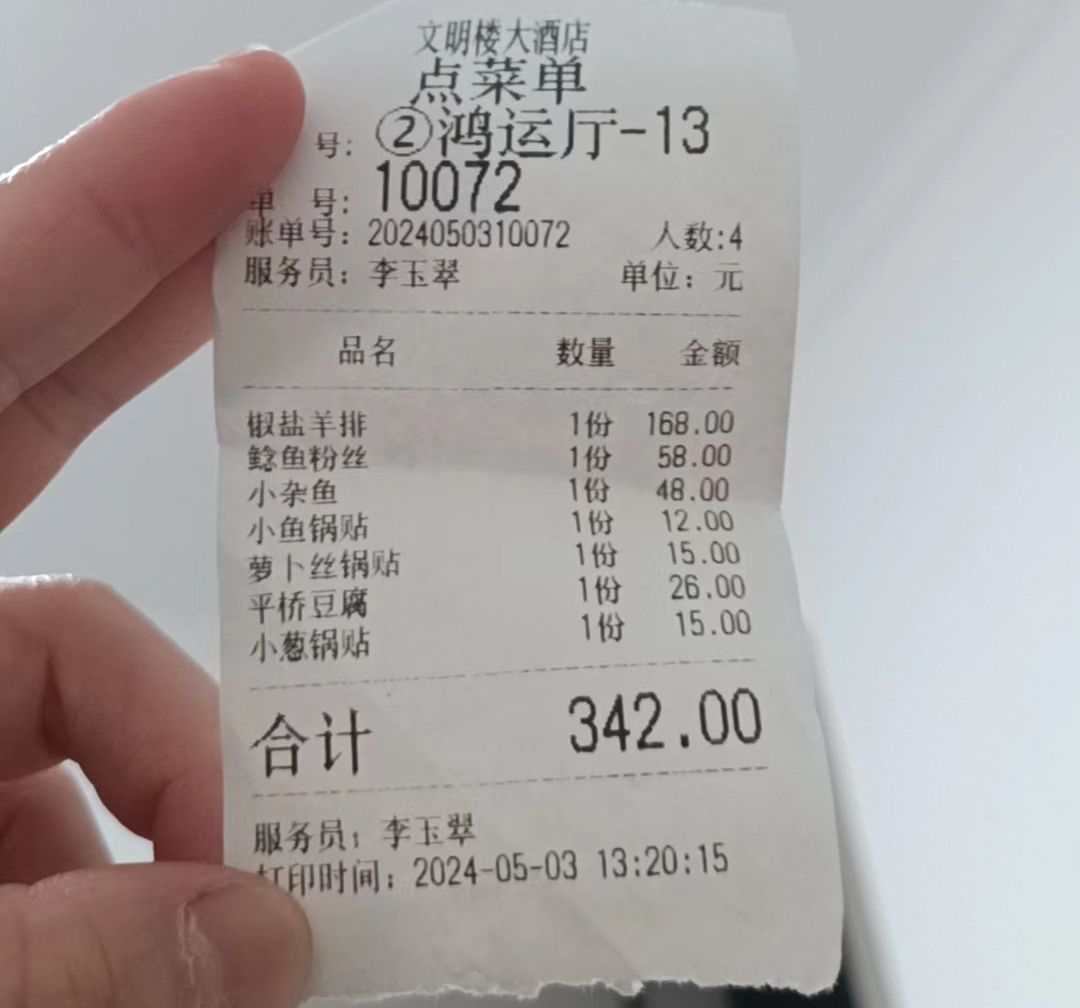 文明楼大酒店
点菜单
号: ②鸿运厅-13
单 号: 10072
账单号: 2024050310072 人数:4
服务员: 李玉翠 单位: 元
品名 数量 金额
椒盐羊排 1份 168.00
鲶鱼粉丝 1份 58.00
小杂鱼 1份 48.00
小鱼锅贴 1份 12.00
萝卜丝锅贴 1份 15.00
平桥豆腐 1份 26.00
小葱锅贴 1份 15.00
合计 342.00
服务员: 李玉翠
打印时间: 2024-05-03 13:20:15